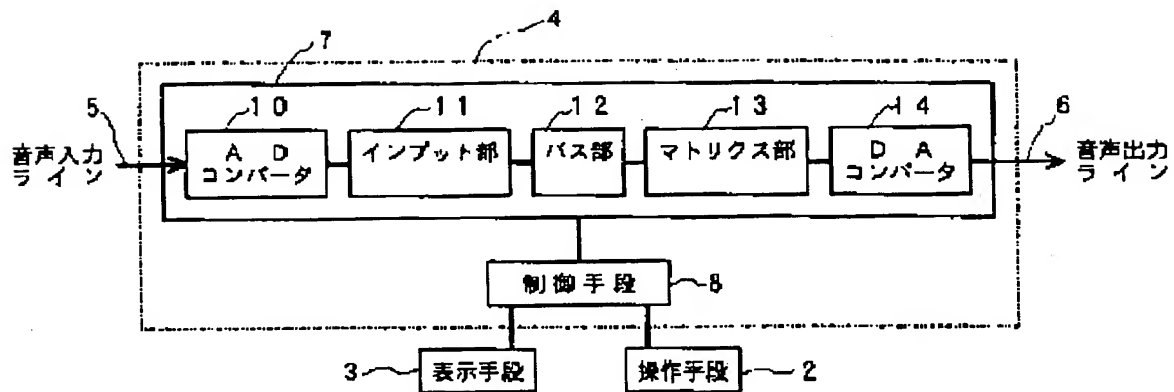 4
7
5
10
11
12
13
14
6
音声入力
ライン
A D
コンバータ
インプット部
バス部
マトリクス部
D A
コンバータ
音声出力
ライン
制御手段
8
3
表示手段
操作手段
2